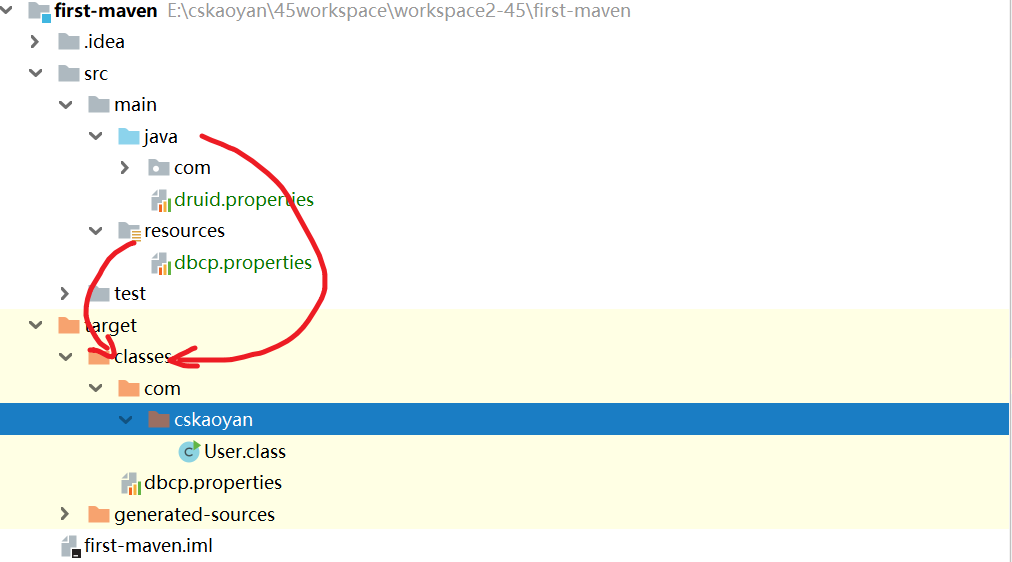 first-maven E:\cskaoyan\45workspace\workspace2-45\first-maven
.idea
src
main
java
com
druid.properties
resources
dbcp.properties
test
target
classes
com
cskaoyan
User.class
dbcp.properties
generated-sources
first-maven.iml